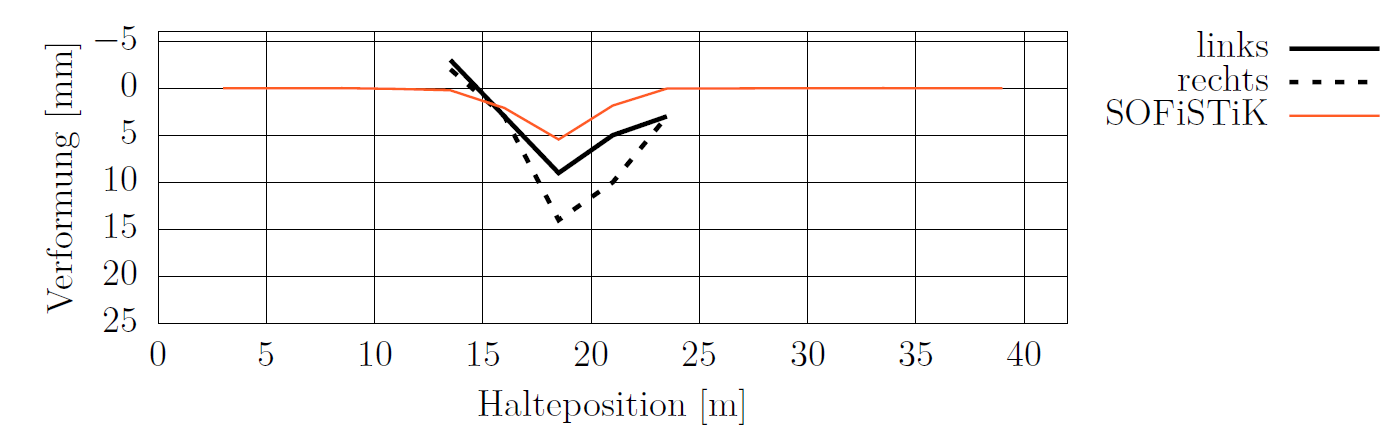 Verformung [mm]
−5
0
5
10
15
20
25
0 5 10 15 20 25 30 35 40
Halteposition [m]
links
rechts
SOFiSTiK